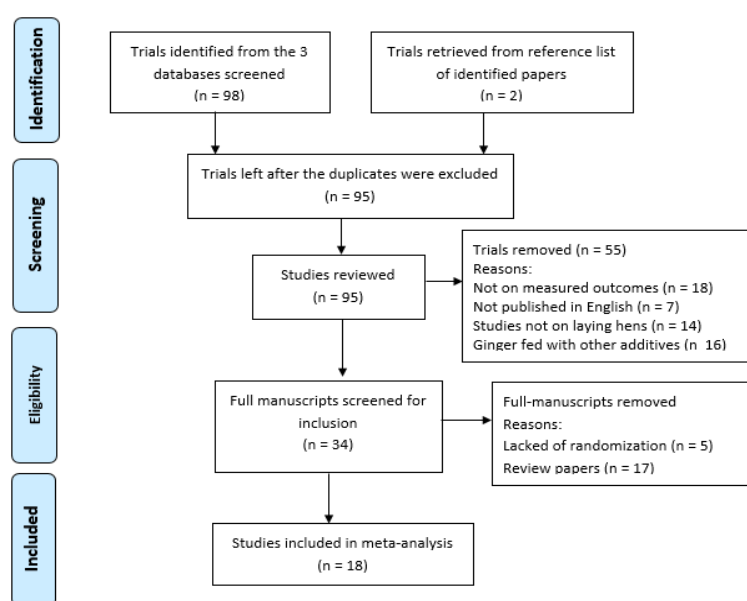 Identification
Trials identified from the 3
databases screened
(n = 98)
Trials retrieved from reference list
of identified papers
(n = 2)
Screening
Trials left after the duplicates were excluded
(n = 95)
Studies reviewed
(n = 95)
Trials removed (n = 55)
Reasons:
Not on measured outcomes (n = 18)
Not published in English (n = 7)
Studies not on laying hens (n = 14)
Ginger fed with other additives (n 16)
Eligibility
Full manuscripts screened for
inclusion
(n = 34)
Full-manuscripts removed
Reasons:
Lacked of randomization (n = 5)
Review papers (n = 17)
Included
Studies included in meta-analysis
(n = 18)